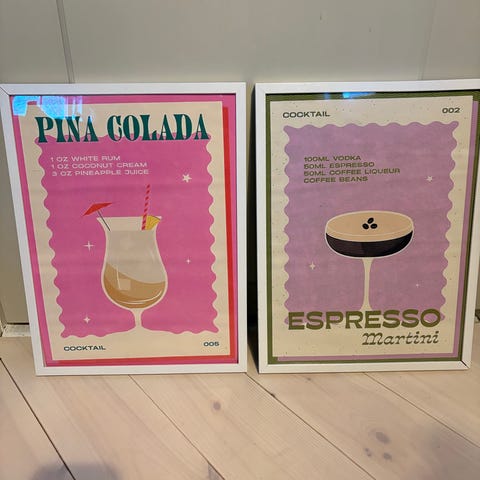 PINA COLADA
1 OZ WHITE RUM
1 OZ COCONUT CREAM
3 OZ PINEAPPLE JUICE
COCKTAIL 005
COCKTAIL 002
100ML VODKA
50ML ESPRESSO
50ML COFFEE LIQUEUR
COFFEE BEANS
ESPRESSO
Martini